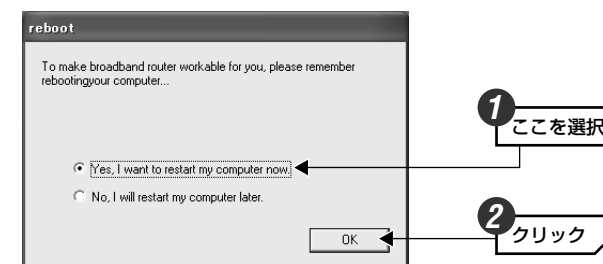 reboot
To make broadband router workable for you, please remember
rebootingyour computer...
1
ここを選択
Yes, I want to restart my computer now.
No, I will restart my computer later.
2
クリック
OK